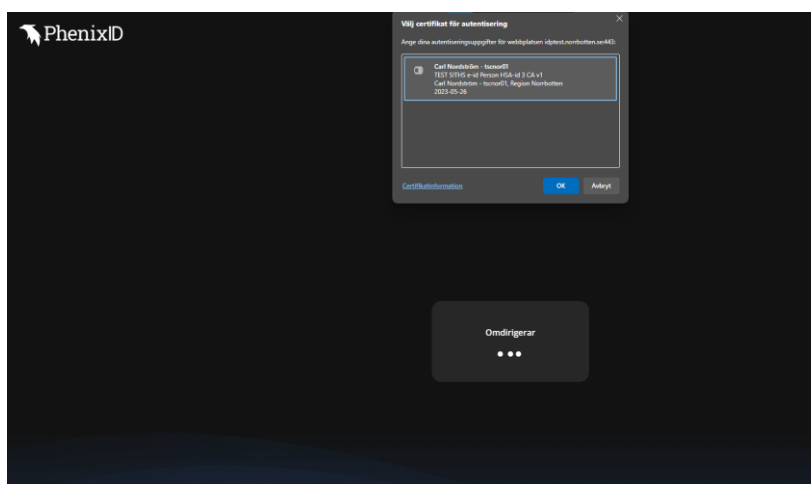 PhenixID
Välj certifikat för autentisering
Ange dina autentiseringsuppgifter för webbplatsen idptest.norrbotten.se:443:
Carl Nordström - tscnor01
TEST SITHS e-id Person HSA-id 3 CA v1
Carl Nordström - tscnor01, Region Norrbotten
2023-05-26
Certifikatinformation
OK Avbryt
Omdirigerar